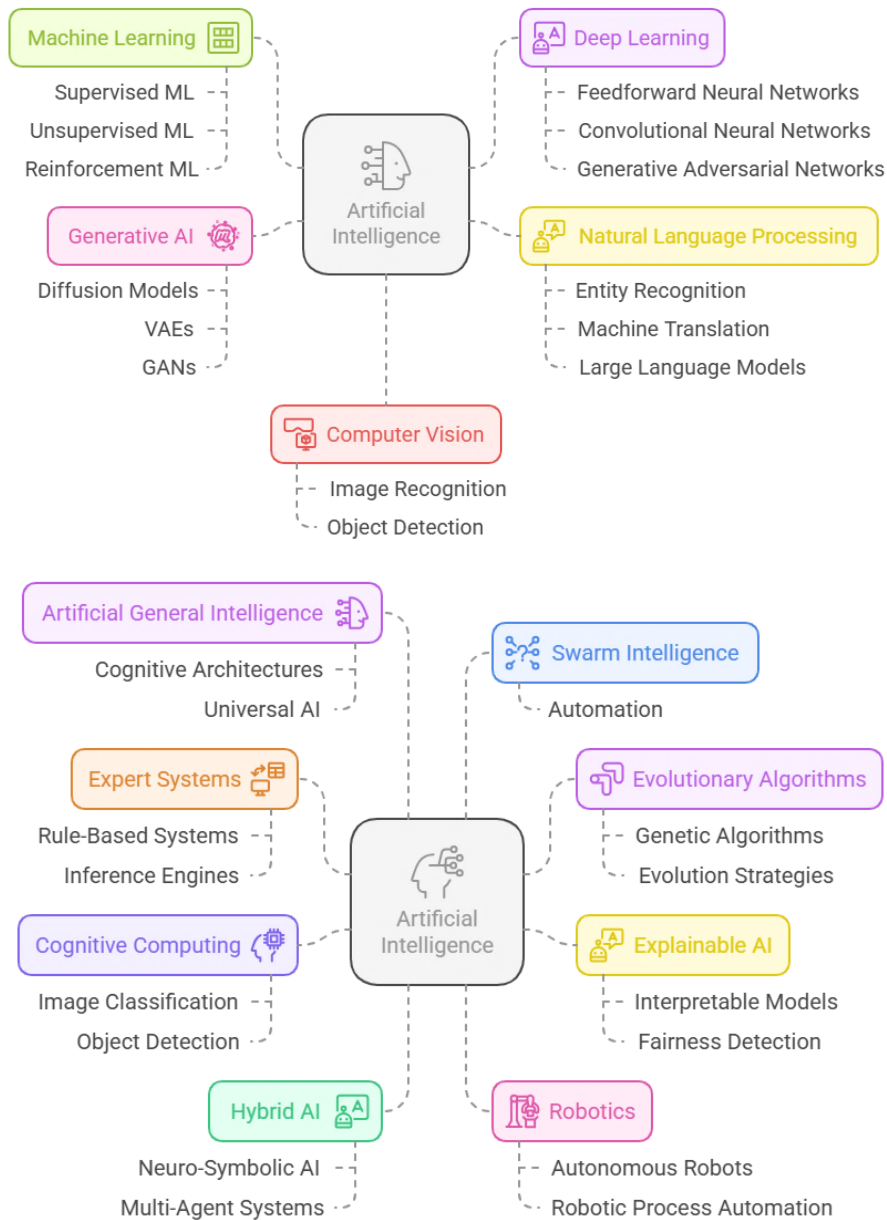 Machine Learning
Supervised ML
Unsupervised ML
Reinforcement ML
Generative AI
Diffusion Models
VAEs
GANs
Artificial
Intelligence
Deep Learning
Feedforward Neural Networks
Convolutional Neural Networks
Generative Adversarial Networks
Natural Language Processing
Entity Recognition
Machine Translation
Large Language Models
Computer Vision
Image Recognition
Object Detection
Artificial General Intelligence
Cognitive Architectures
Universal AI
Expert Systems
Rule-Based Systems
Inference Engines
Cognitive Computing
Image Classification
Object Detection
Hybrid AI
Neuro-Symbolic AI
Multi-Agent Systems
Artificial
Intelligence
Swarm Intelligence
Automation
Evolutionary Algorithms
Genetic Algorithms
Evolution Strategies
Explainable AI
Interpretable Models
Fairness Detection
Robotics
Autonomous Robots
Robotic Process Automation